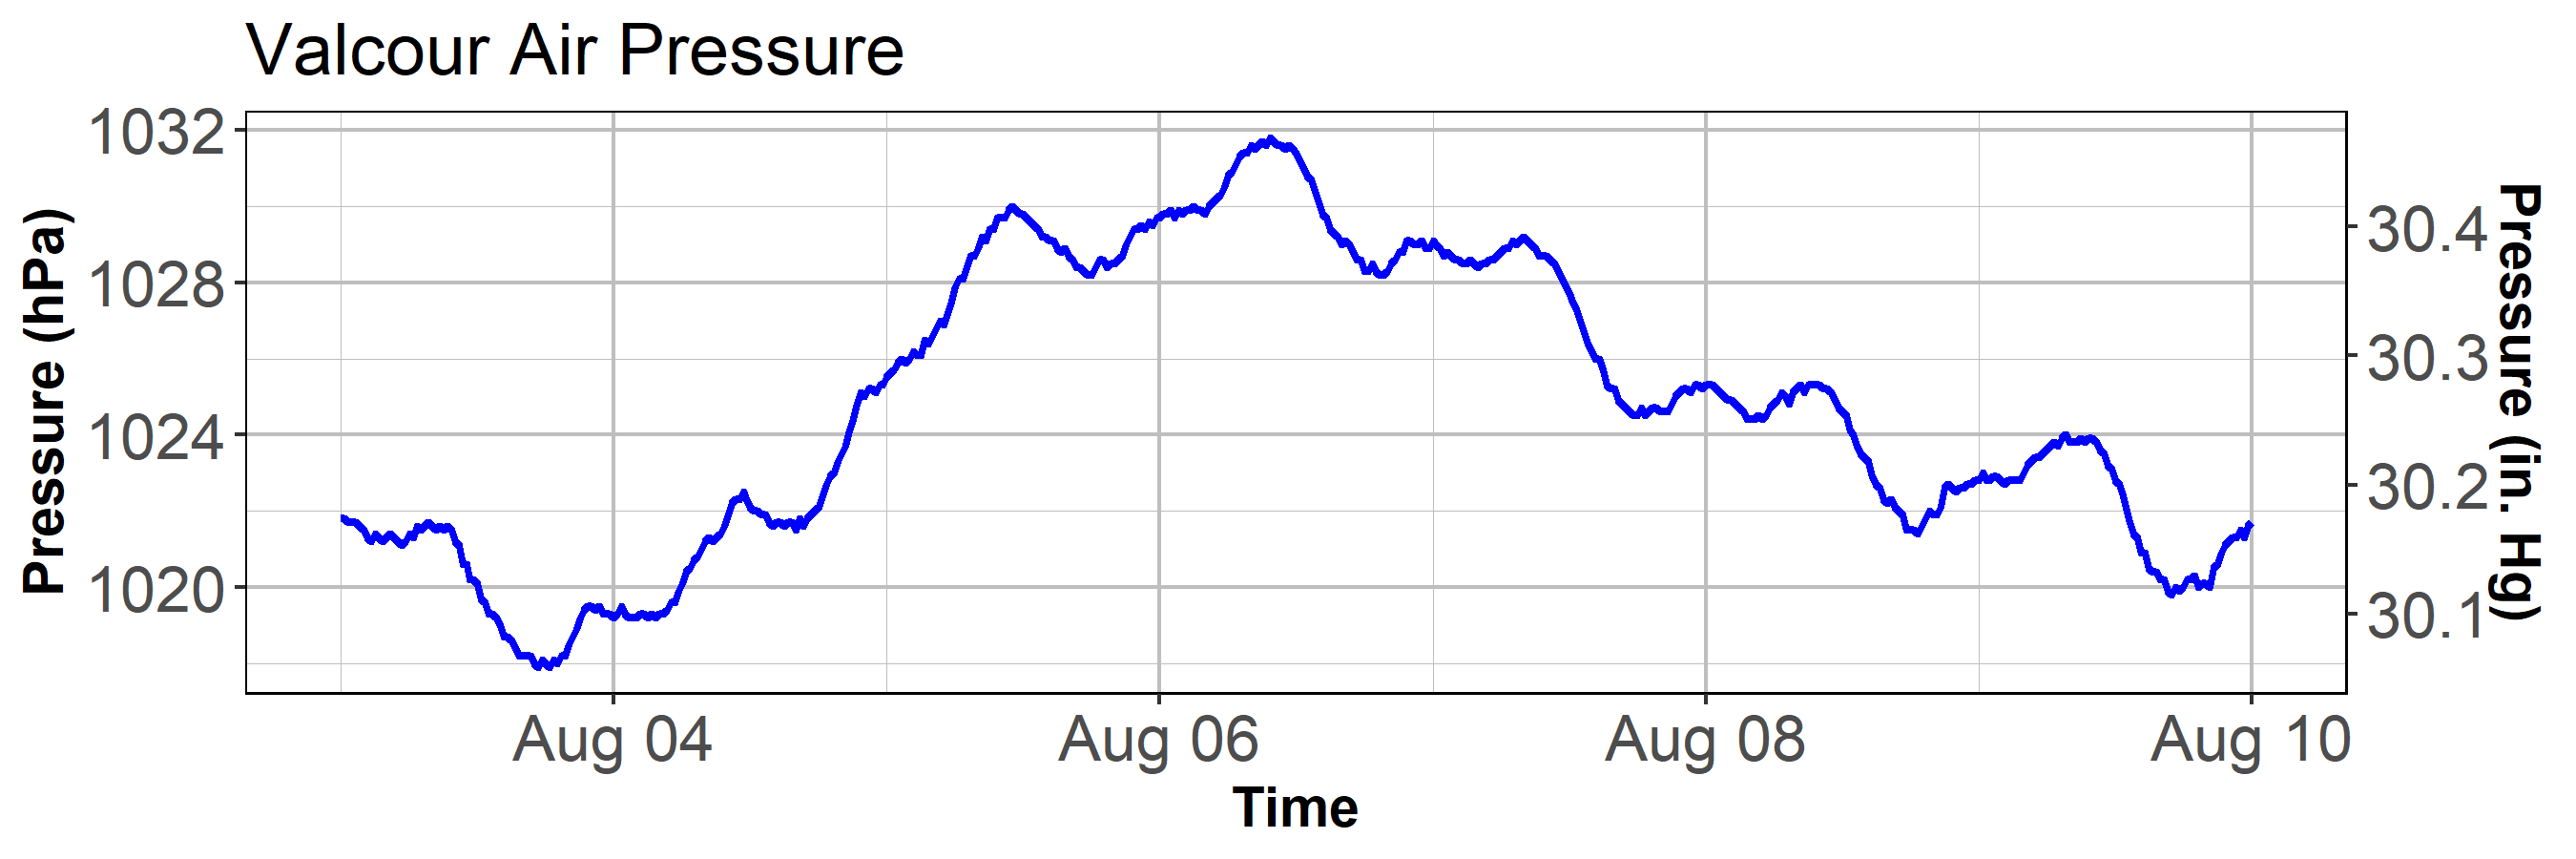 Valcour Air Pressure
1032
1028
1024
1020
Pressure (hPa)
30.4
30.3
30.2
30.1
Pressure (in. Hg)
Aug 04
Aug 06
Aug 08
Aug 10
Time